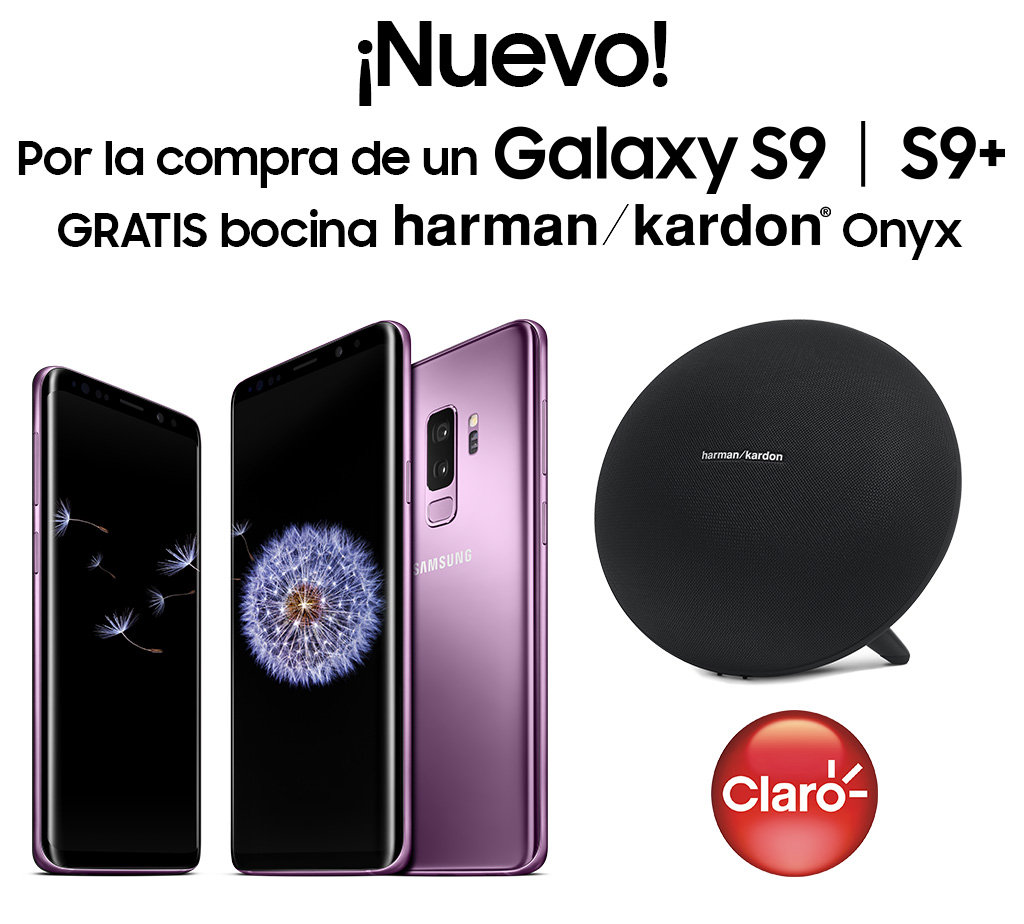 ¡Nuevo!
Por la compra de un Galaxy S9 | S9+
GRATIS bocina harman/kardon® Onyx
SAMSUNG
harman/kardon
Claro